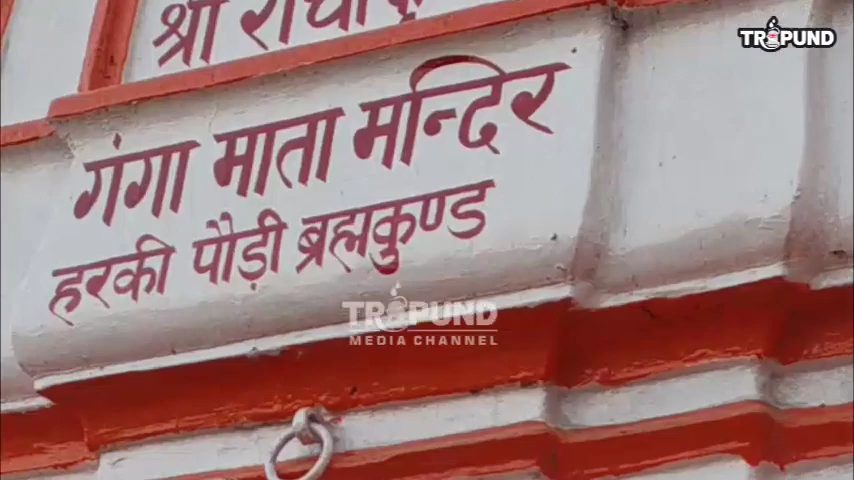 TRIPUND
श्री राधा
गंगा माता मन्दिर
हरकी पौड़ी ब्रह्मकुण्ड
TRIPUND
MEDIA CHANNEL